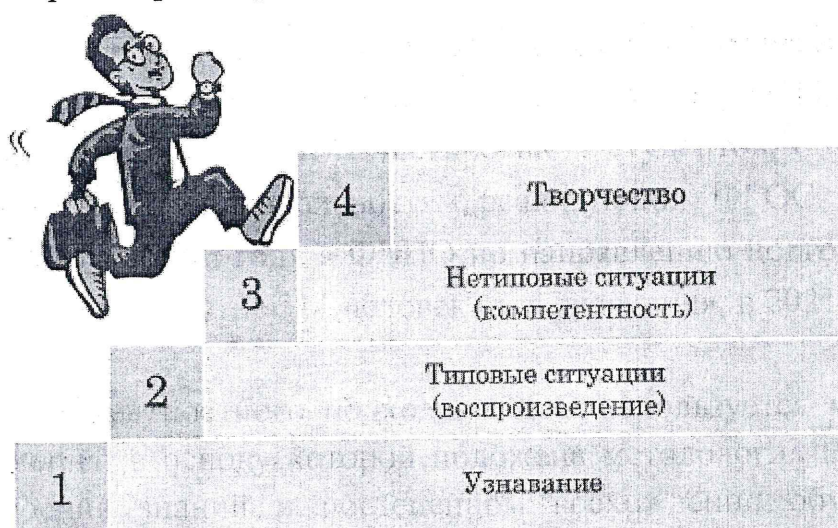 4 Творчество
3 Нетиповые ситуации
(компетентность)
2 Типовые ситуации
(воспроизведение)
1 Узнавание